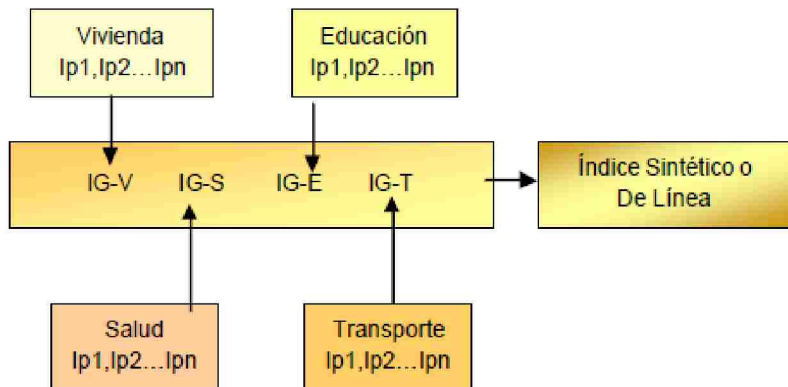 Vivienda
Ip1,Ip2...Ipn
Educación
Ip1,Ip2...Ipn
IG-V IG-S IG-E IG-T
Índice Sintético o
De Línea
Salud
Ip1,Ip2...Ipn
Transporte
Ip1,Ip2...Ipn